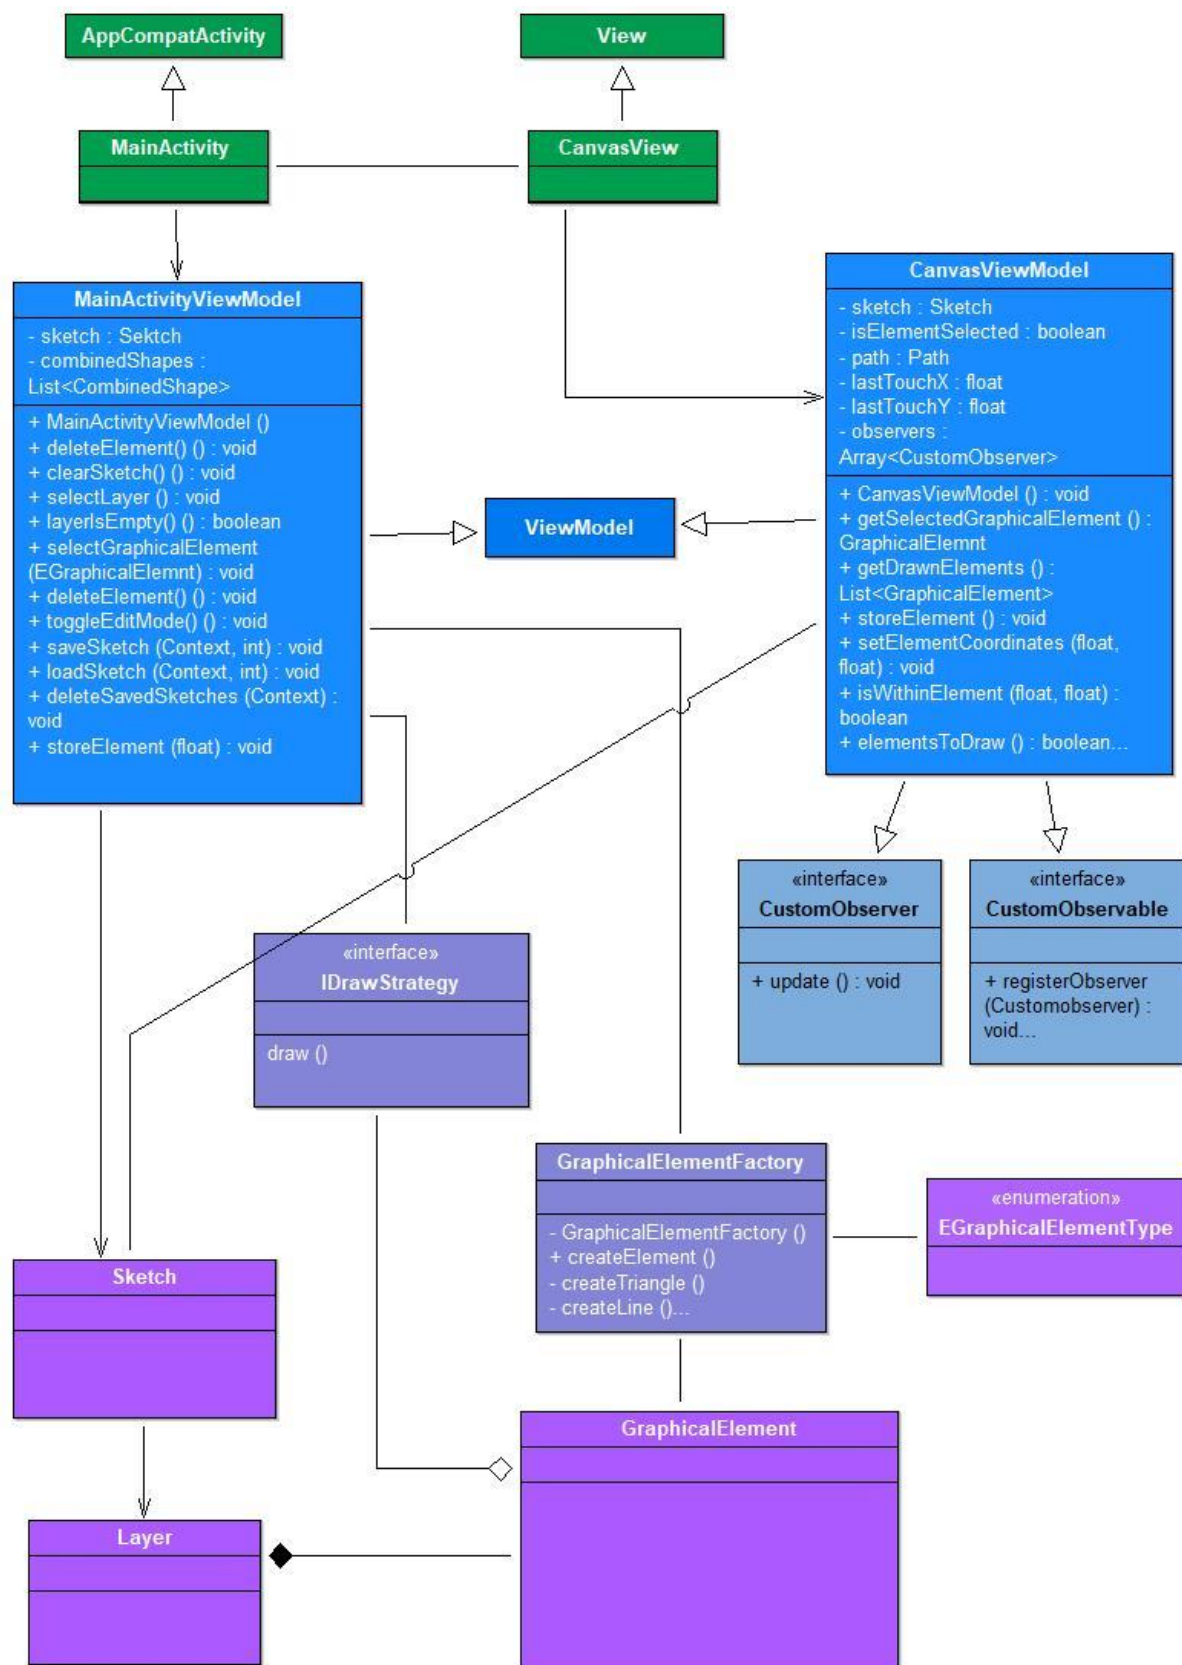 AppCompatActivity
View
MainActivity
CanvasView
MainActivityViewModel
- sketch : Sektch
- combinedShapes :
List<CombinedShape>
+ MainActivityViewModel ()
+ deleteElement() () : void
+ clearSketch() () : void
+ selectLayer () : void
+ layerIsEmpty() () : boolean
+ selectGraphicalElement
(EGraphicalElemnt) : void
+ deleteElement() () : void
+ toggleEditMode() () : void
+ saveSketch (Context, int) : void
+ loadSketch (Context, int) : void
+ deleteSavedSketches (Context) :
void
+ storeElement (float) : void
CanvasViewModel
- sketch : Sketch
- isElementSelected : boolean
- path : Path
- lastTouchX : float
- lastTouchY : float
- observers :
Array<CustomObserver>
+ CanvasViewModel () : void
+ getSelectedGraphicalElement () :
GraphicalElemnt
+ getDrawnElements () :
List<GraphicalElement>
+ storeElement () : void
+ setElementCoordinates (float,
float) : void
+ isWithinElement (float, float) :
boolean
+ elementsToDraw () : boolean...
ViewModel
«interface»
CustomObserver
+ update () : void
«interface»
CustomObservable
+ registerObserver
(Customobserver) :
void...
«interface»
IDrawStrategy
draw ()
GraphicalElementFactory
- GraphicalElementFactory ()
+ createElement ()
- createTriangle ()
- createLine ()...
«enumeration»
EGraphicalElementType
Sketch
GraphicalElement
Layer